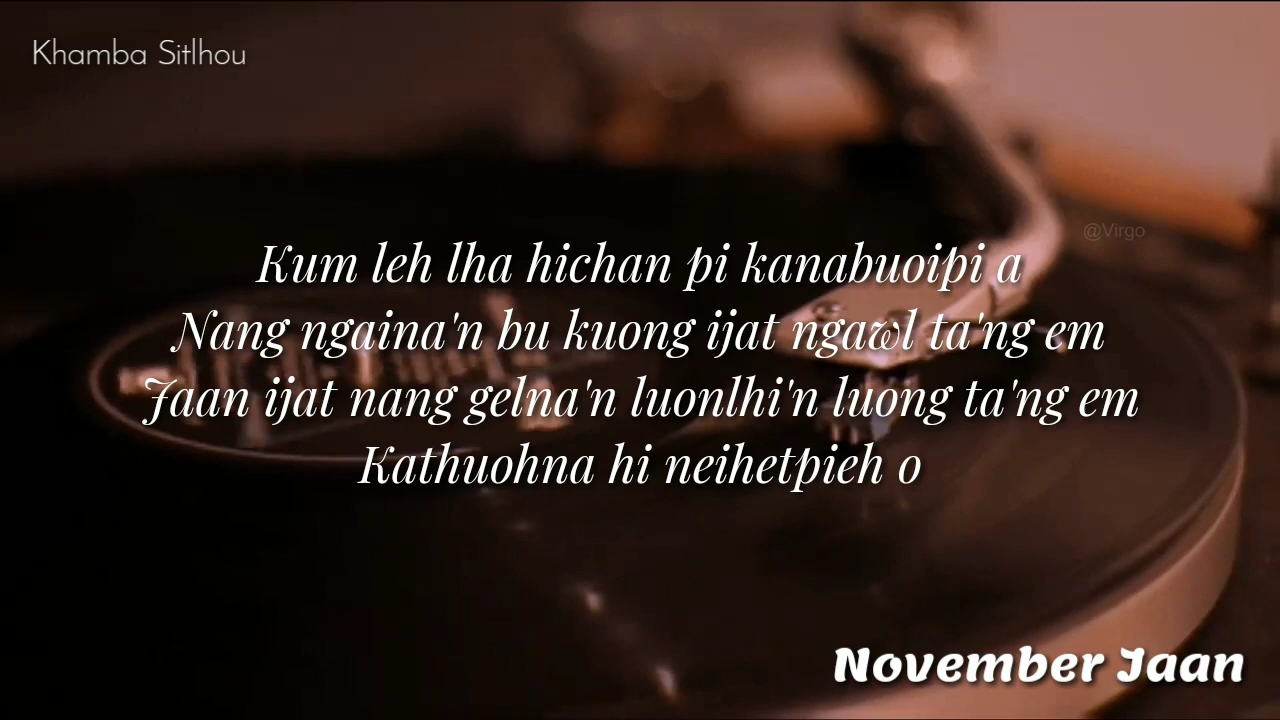 Khamba Sitlhou
@Virgo
Kum leh lha hichan pi kanabuoipi a
Nang ngaina'n bu kuong ijat ngawl ta'ng em
Jaan ijat nang gelna'n luonlhi'n luong ta'ng em
Kathuohna hi neihetpieh o
November Jaan